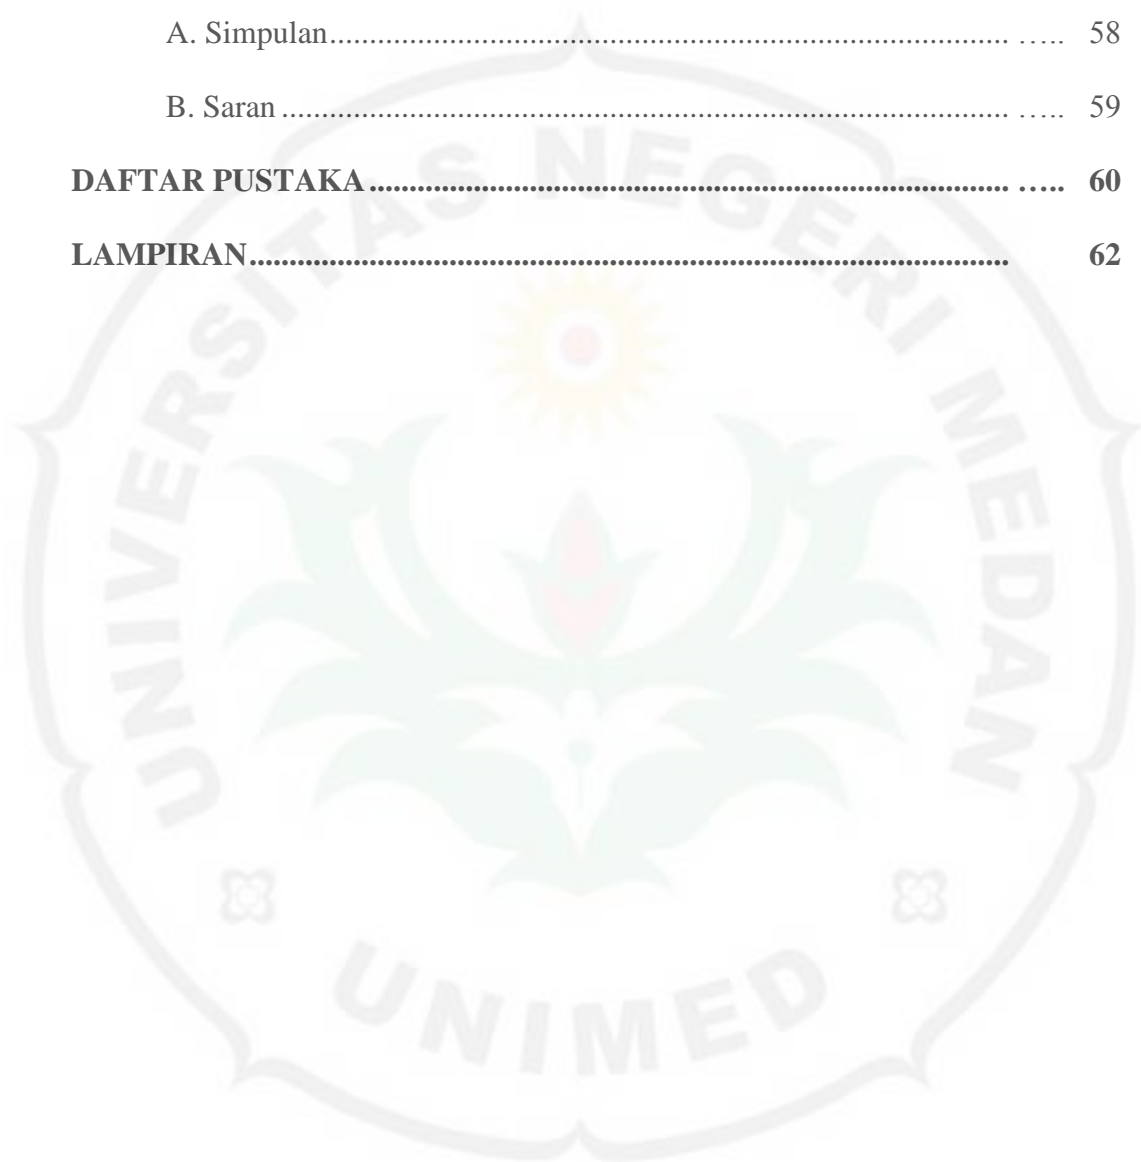 A. Simpulan..................................................................................... ..... 58
B. Saran ........................................................................................... ..... 59
DAFTAR PUSTAKA................................................................................ ..... 60
LAMPIRAN............................................................................................... 62
UNIVERSITAS NEGERI MEDAN
UNIMED